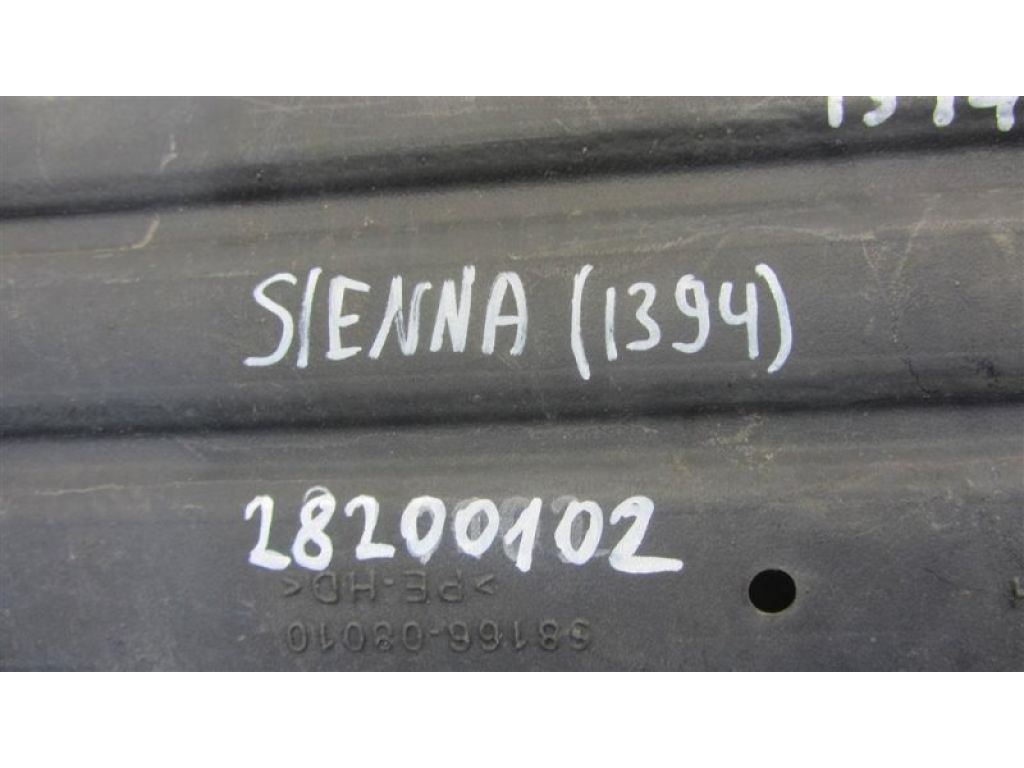 SIENNA (1394)
28200102
>PE-HD<
58166-08010